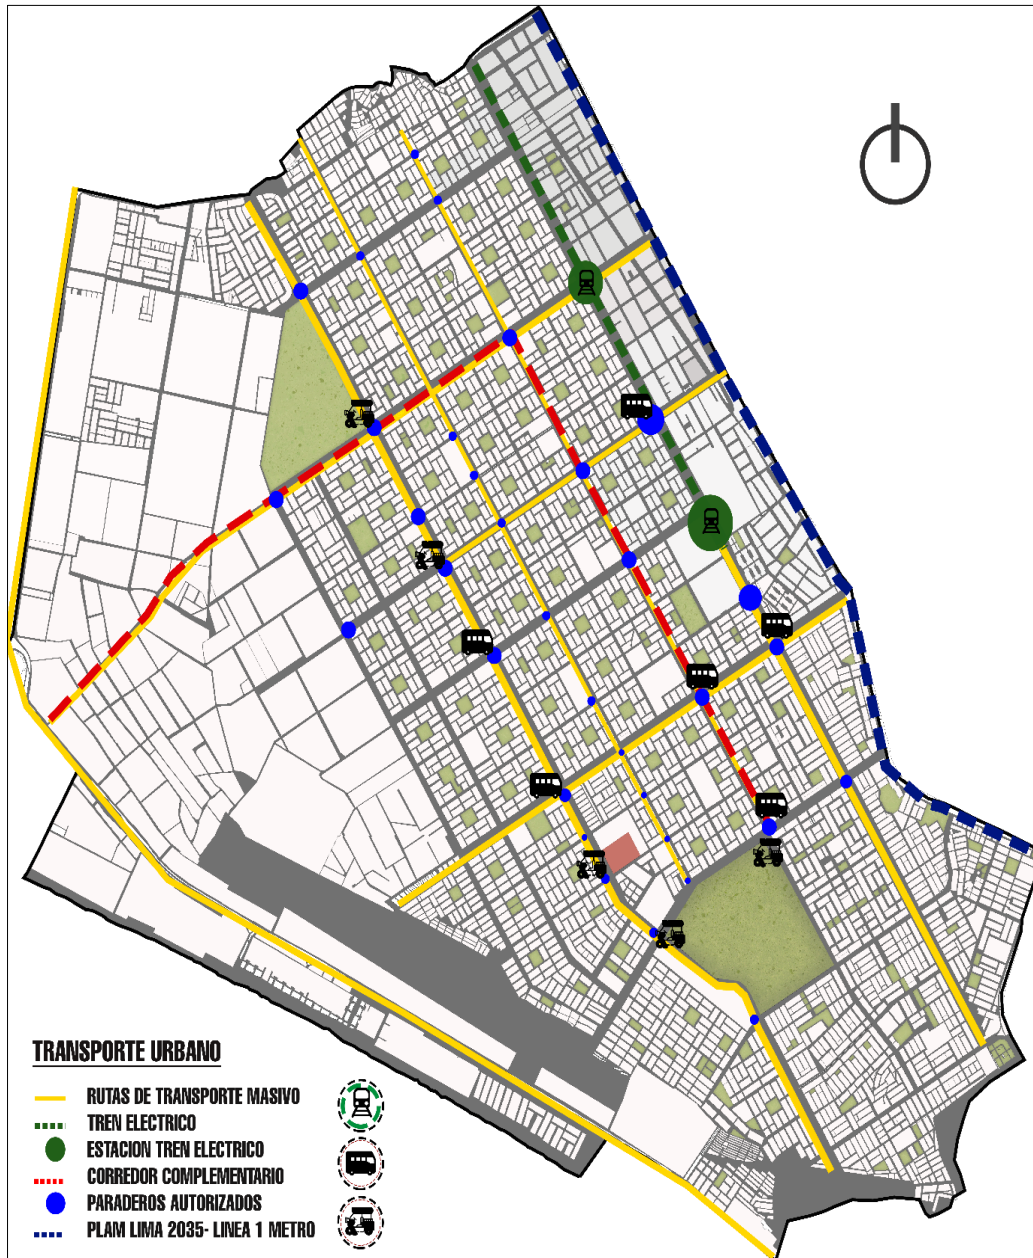 TRANSPORTE URBANO
RUTAS DE TRANSPORTE MASIVO
TREN ELECTRICO
ESTACION TREN ELECTRICO
CORREDOR COMPLEMENTARIO
PARADEROS AUTORIZADOS
PLAM LIMA 2035- LINEA 1 METRO